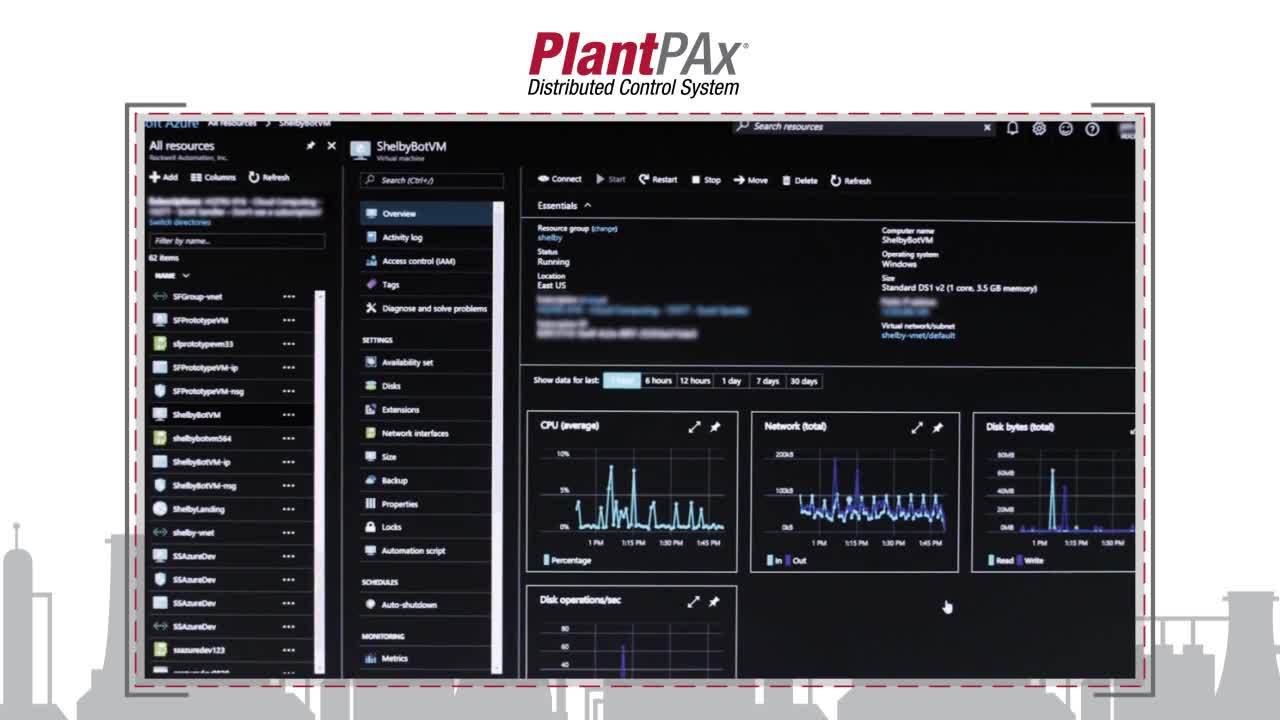 PlantPAx®
Distributed Control System
oft Azure All resources > ShelbyBotVM
Search resources
All resources
Rockwell Automation, Inc.
Add
Columns
Refresh
Switch directories
Filter by name...
62 items
NAME
SFGroup-vnet
SFPrototypeVM
sfprototypevm33
SFPrototypeVM-ip
SFPrototypeVM-nsg
ShelbyBotVM
shelbybotvm564
ShelbyBotVM-ip
ShelbyBotVM-nsg
ShelbyLanding
shelby-vnet
SSAzureDev
SSAzureDev
SSAzureDev
SSAzureDev
ssazuredev123
ShelbyBotVM
Virtual machine
Search (Ctrl+/)
Overview
Activity log
Access control (IAM)
Tags
Diagnose and solve problems
SETTINGS
Availability set
Disks
Extensions
Network interfaces
Size
Backup
Properties
Locks
Automation script
SCHEDULES
Auto-shutdown
MONITORING
Metrics
Connect
Start
Restart
Stop
Move
Delete
Refresh
Essentials
Resource group (change)
shelby
Status
Running
Location
East US
Computer name
ShelbyBotVM
Operating system
Windows
Size
Standard DS1 v2 (1 core, 3.5 GB memory)
Virtual network/subnet
shelby-vnet/default
Show data for last:
6 hours
12 hours
1 day
7 days
30 days
CPU (average)
10%
5%
0%
1 PM 1:15 PM 1:30 PM 1:45 PM
Percentage
Network (total)
200kB
100kB
0kB
1 PM 1:15 PM 1:30 PM 1:45 PM
In Out
Disk bytes (total)
80MB
60MB
40MB
20MB
0MB
1 PM 1:15 PM 1:30 PM
Read Write
Disk operations/sec
80
60
40